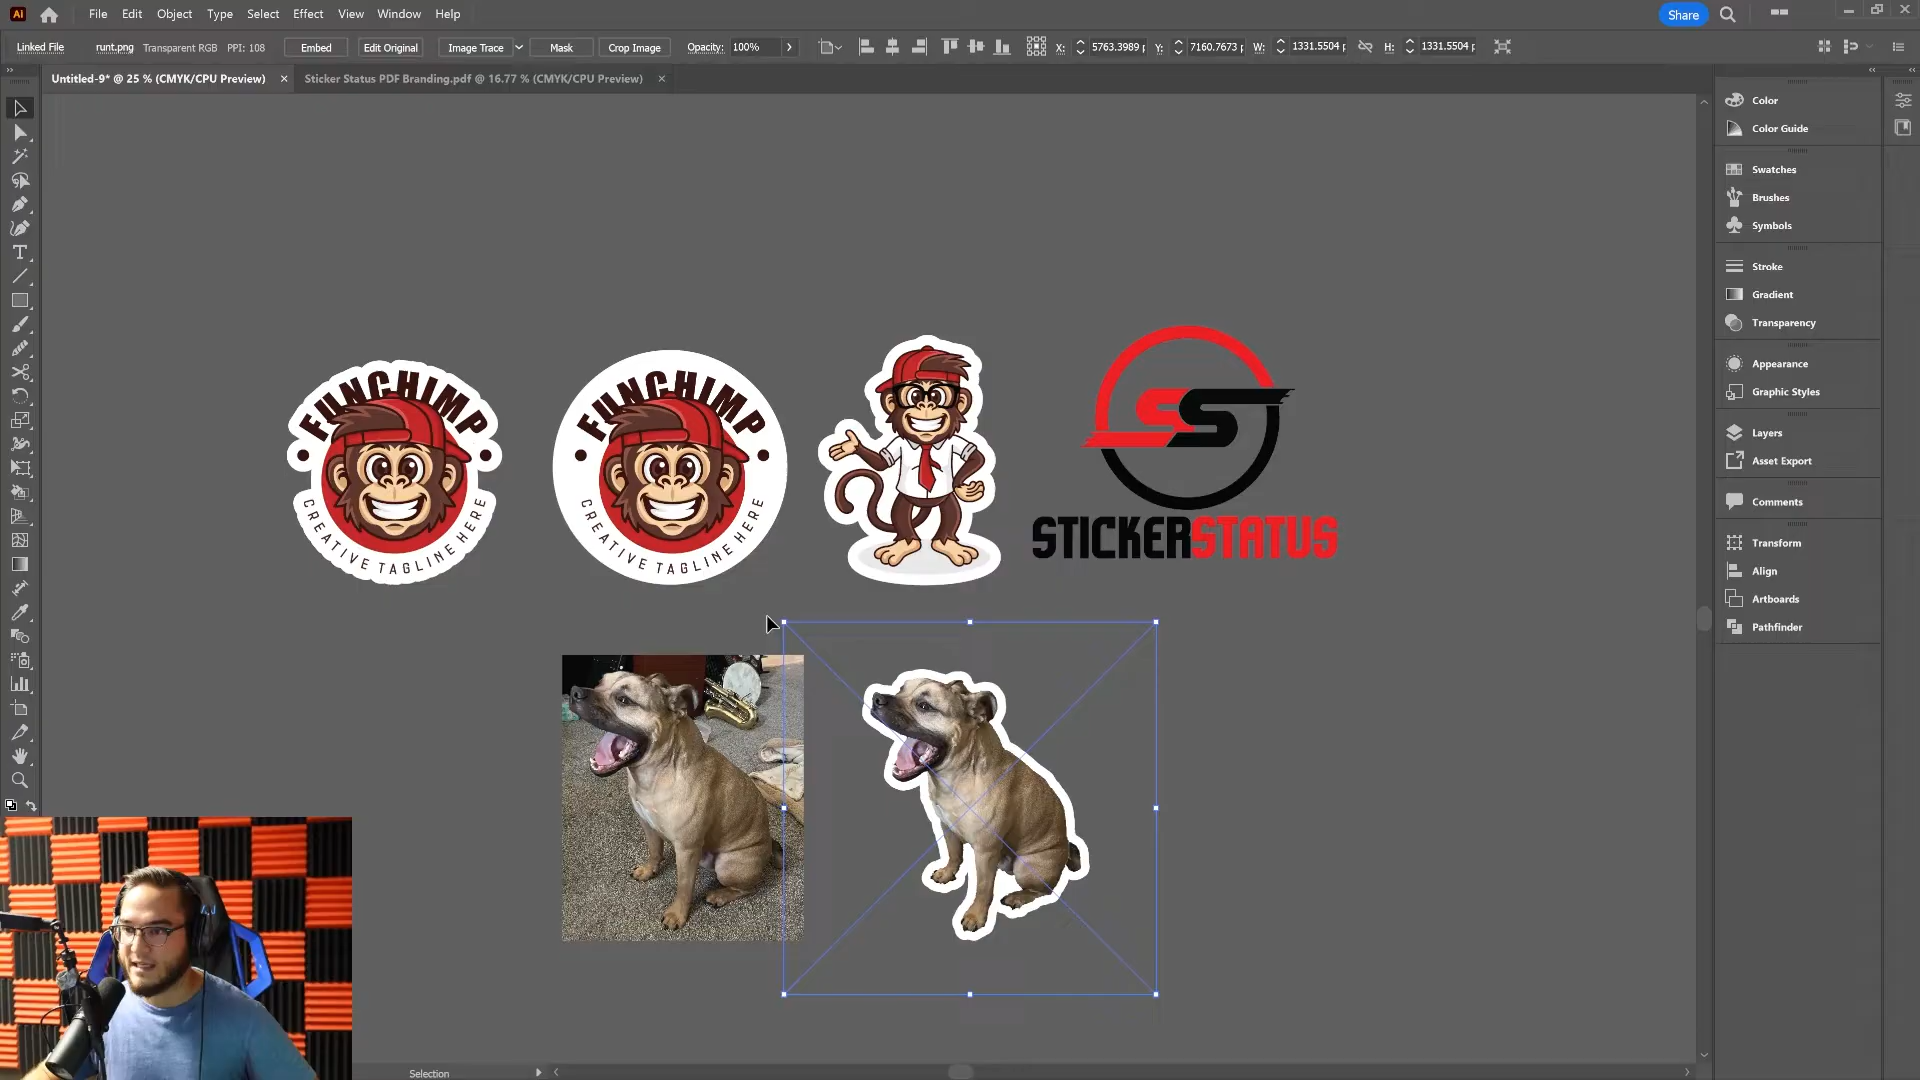 Ai File Edit Object Type Select Effect View Window Help Share
Linked File runt.png Transparent RGB PPI: 108 Embed Edit Original Image Trace Mask Crop Image Opacity: 100% X: 5763.3989 Y: 7160.7673 W: 1331.5504 H: 1331.5504
Untitled-9* @ 25 % (CMYK/CPU Preview) × Sticker Status PDF Branding.pdf @ 16.77 % (CMYK/CPU Preview) ×
Color
Color Guide
Swatches
Brushes
Symbols
Stroke
Gradient
Transparency
Appearance
Graphic Styles
Layers
Asset Export
Comments
Transform
Align
Artboards
Pathfinder
FUNCHIMP
CREATIVE TAGLINE HERE
FUNCHIMP
CREATIVE TAGLINE HERE
SS
STICKERSTATUS
Selection